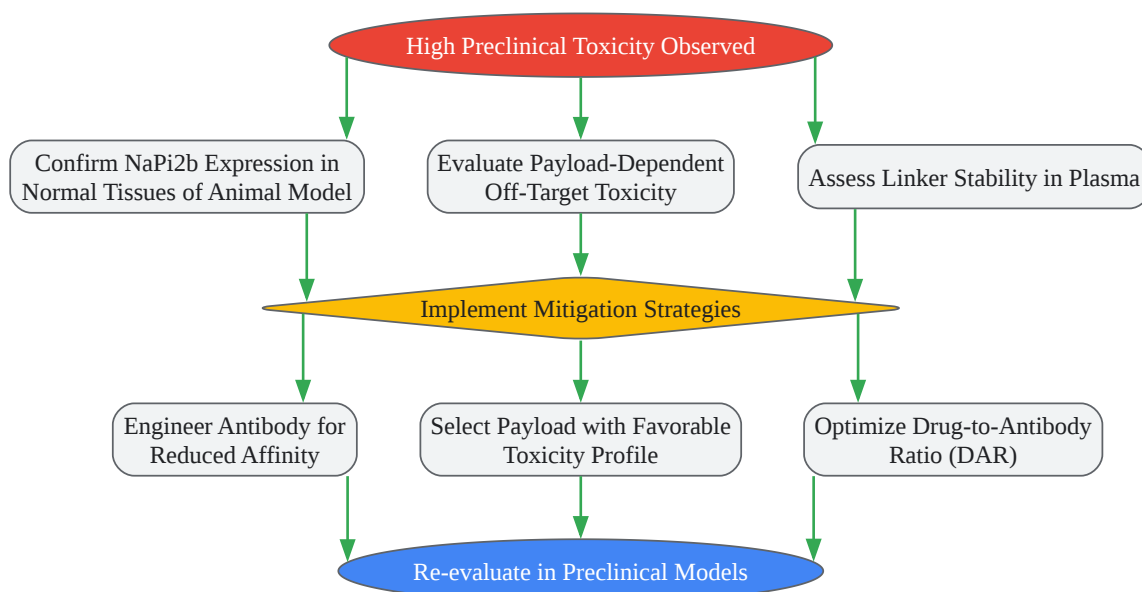 High Preclinical Toxicity Observed
Confirm NaPi2b Expression in
Normal Tissues of Animal Model
Evaluate Payload-Dependent
Off-Target Toxicity
Assess Linker Stability in Plasma
Implement Mitigation Strategies
Engineer Antibody for
Reduced Affinity
Select Payload with Favorable
Toxicity Profile
Optimize Drug-to-Antibody
Ratio (DAR)
Re-evaluate in Preclinical Models